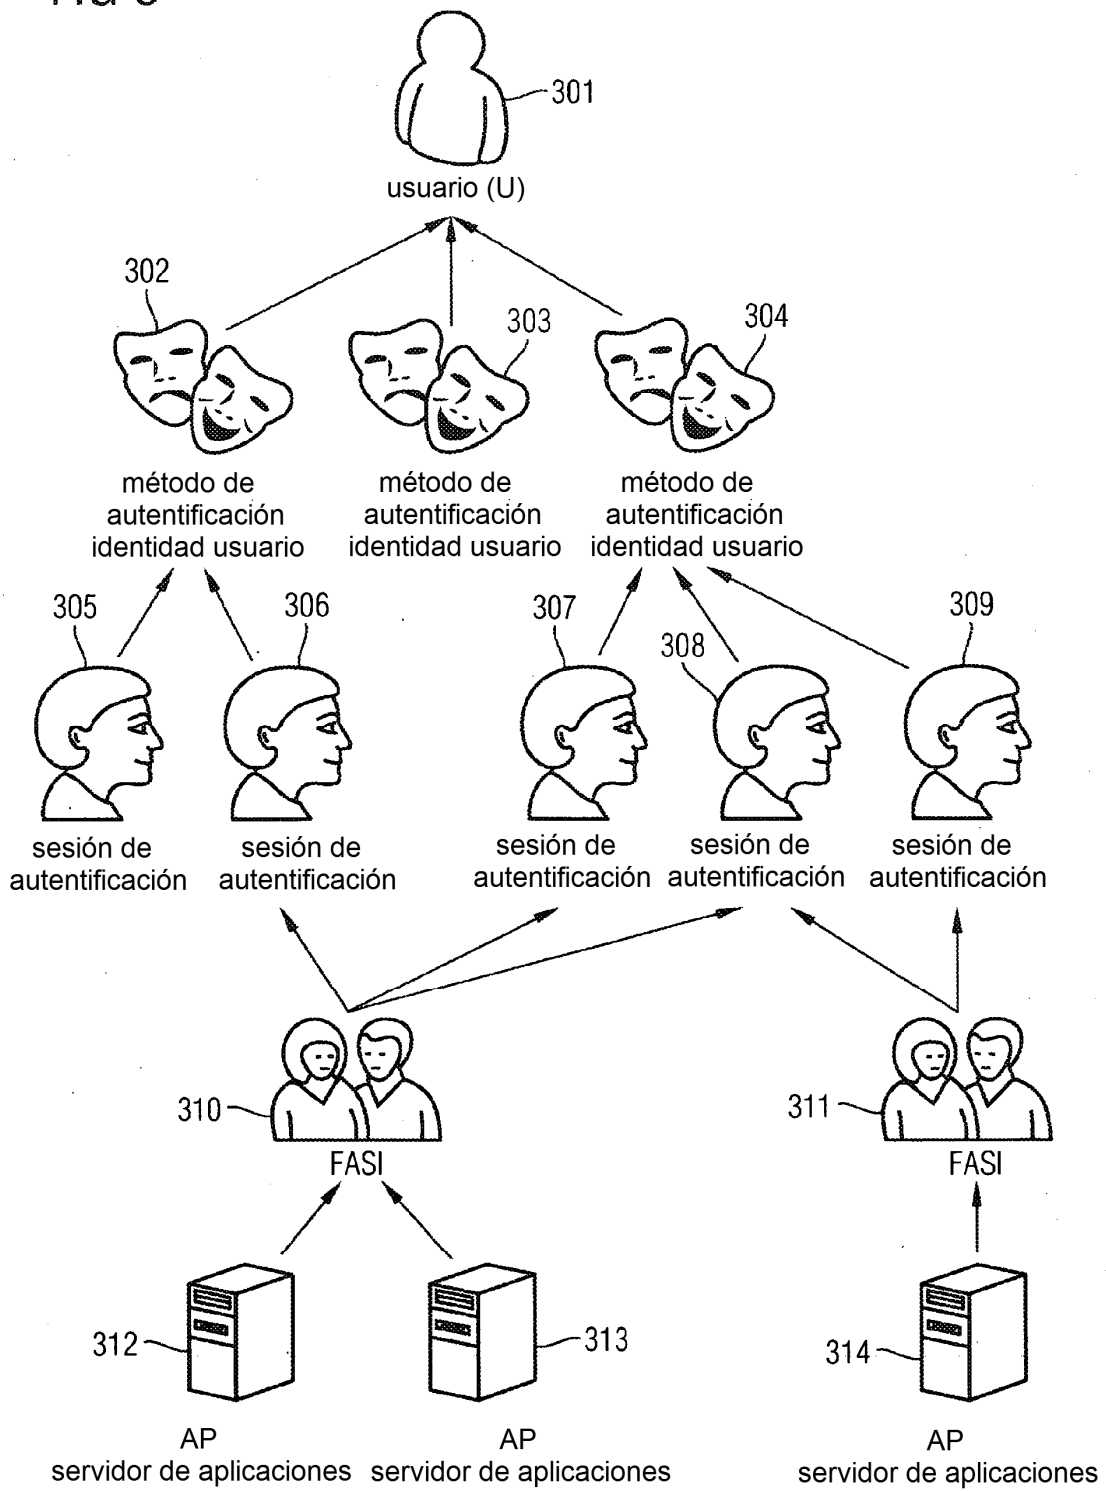 301
usuario (U)
302
303
304
método de
autentificación
identidad usuario
método de
autentificación
identidad usuario
método de
autentificación
identidad usuario
305
306
307
308
309
sesión de
autentificación
sesión de
autentificación
sesión de
autentificación
sesión de
autentificación
sesión de
autentificación
310
FASI
311
FASI
312
313
314
AP
servidor de aplicaciones
AP
servidor de aplicaciones
AP
servidor de aplicaciones